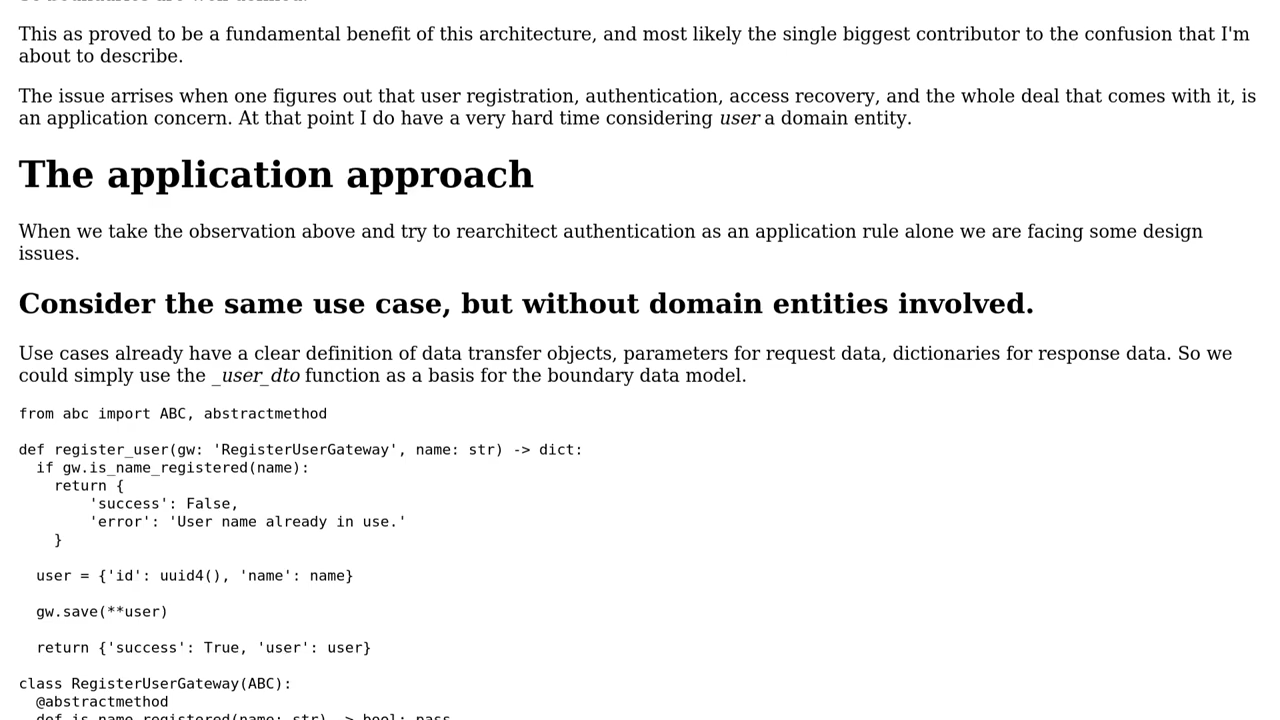 This as proved to be a fundamental benefit of this architecture, and most likely the single biggest contributor to the confusion that I'm
about to describe.
The issue arrises when one figures out that user registration, authentication, access recovery, and the whole deal that comes with it, is
an application concern. At that point I do have a very hard time considering user a domain entity.
The application approach
When we take the observation above and try to rearchitect authentication as an application rule alone we are facing some design
issues.
Consider the same use case, but without domain entities involved.
Use cases already have a clear definition of data transfer objects, parameters for request data, dictionaries for response data. So we
could simply use the _user_dto function as a basis for the boundary data model.
from abc import ABC, abstractmethod
def register_user(gw: 'RegisterUserGateway', name: str) -> dict:
  if gw.is_name_registered(name):
    return {
        'success': False,
        'error': 'User name already in use.'
    }
  user = {'id': uuid4(), 'name': name}
  gw.save(**user)
  return {'success': True, 'user': user}
class RegisterUserGateway(ABC):
  @abstractmethod
  def is_name_registered(name: str) -> bool: pass